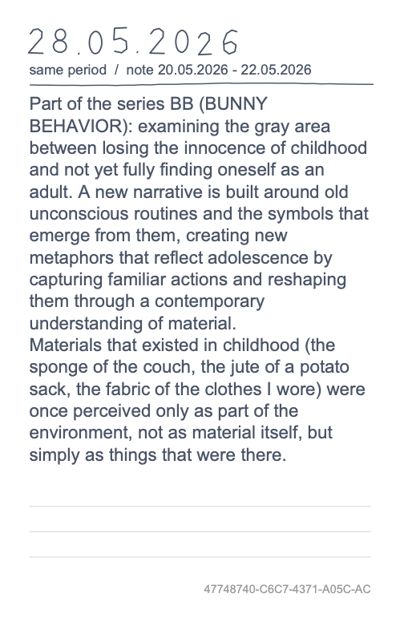 28.05.2026
same period / note 20.05.2026 - 22.05.2026
Part of the series BB (BUNNY
BEHAVIOR): examining the gray area
between losing the innocence of childhood
and not yet fully finding oneself as an
adult. A new narrative is built around old
unconscious routines and the symbols that
emerge from them, creating new
metaphors that reflect adolescence by
capturing familiar actions and reshaping
them through a contemporary
understanding of material.
Materials that existed in childhood (the
sponge of the couch, the jute of a potato
sack, the fabric of the clothes I wore) were
once perceived only as part of the
environment, not as material itself, but
simply as things that were there.
47748740-C6C7-4371-A05C-AC